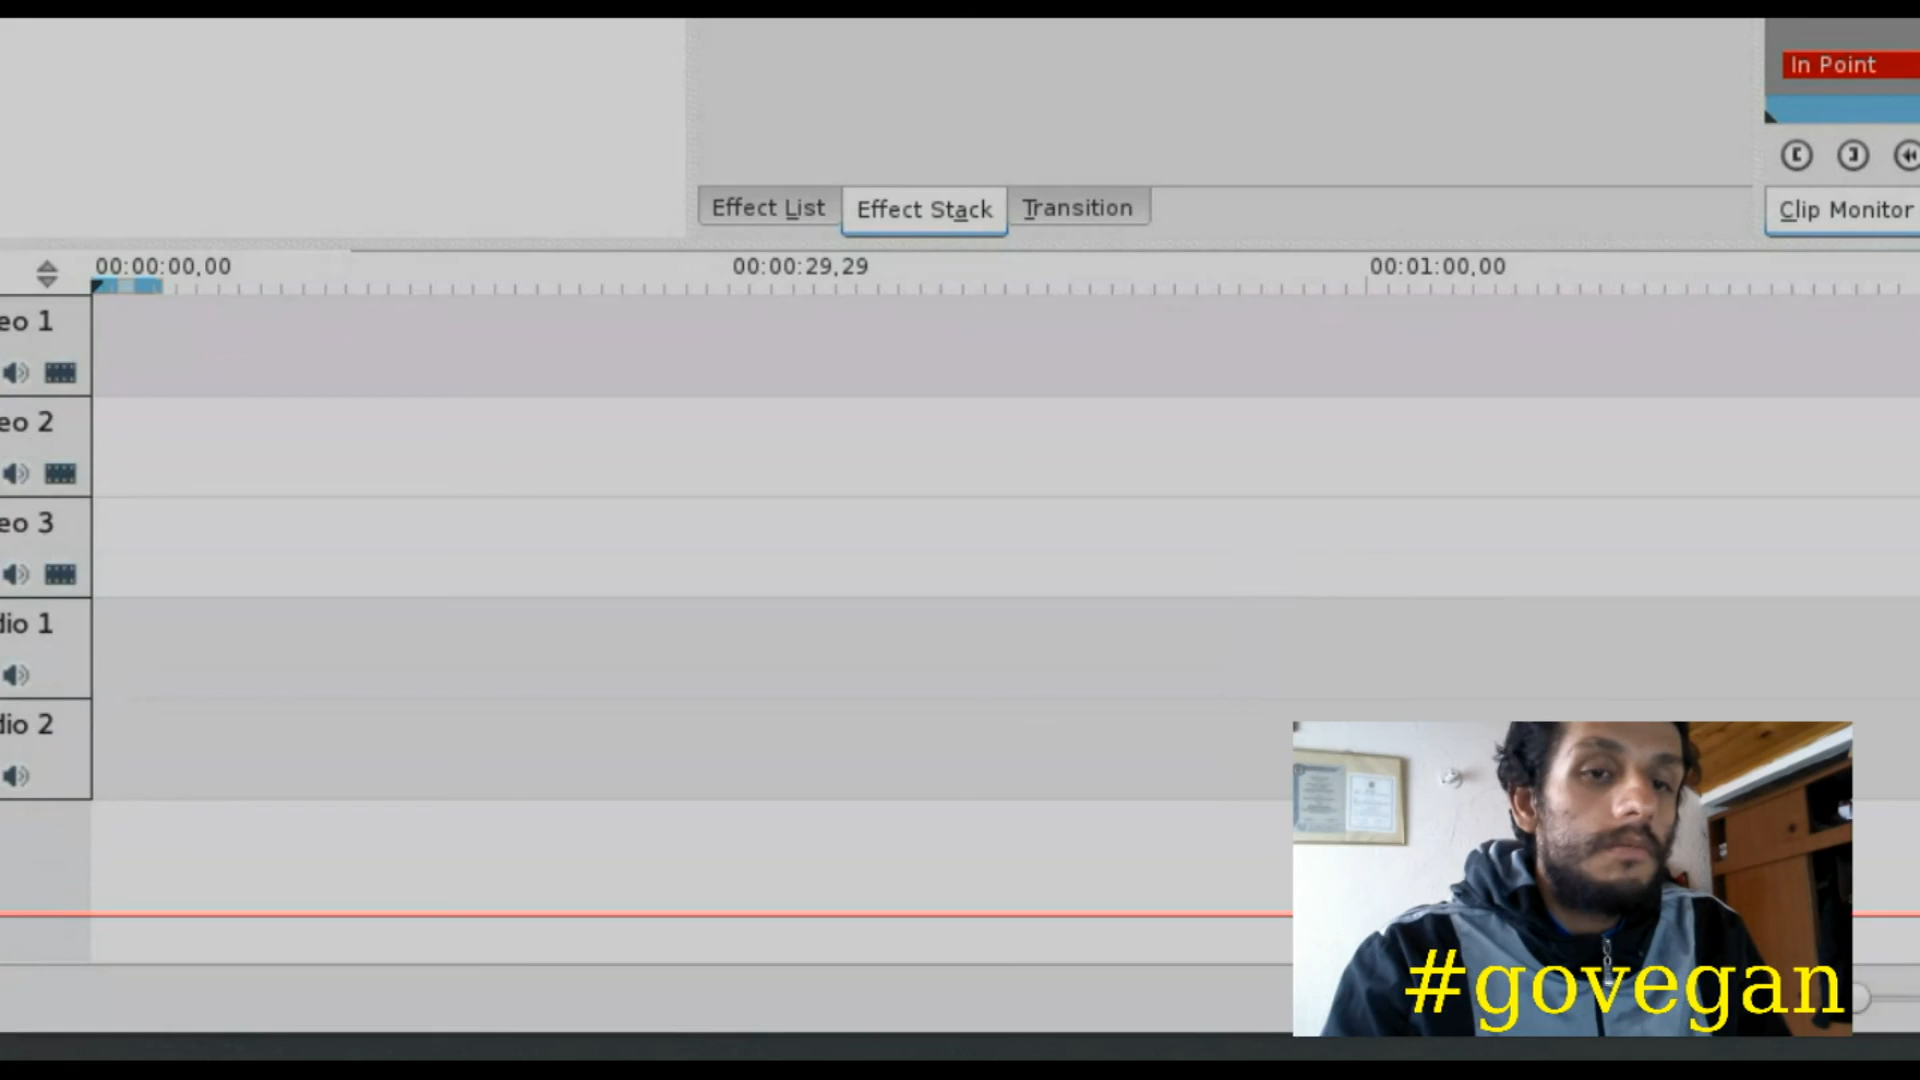 In Point
Effect List
Effect Stack
Transition
Clip Monitor
00:00:00,00
00:00:29,29
00:01:00,00
eo 1
eo 2
eo 3
dio 1
dio 2
#govegan